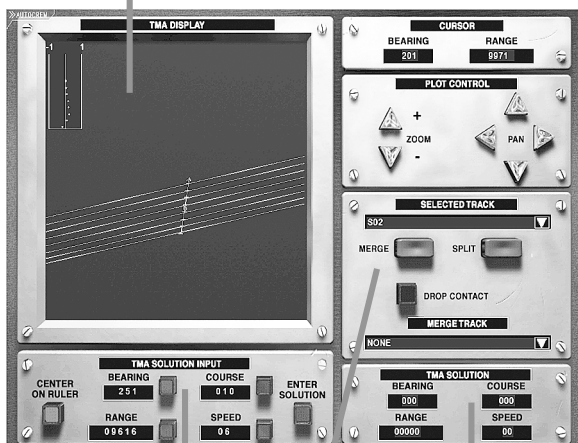 AUTOCREW
TMA DISPLAY
-1 1
CURSOR
BEARING RANGE
201 9971
PLOT CONTROL
+
ZOOM
-
PAN
SELECTED TRACK
S02
MERGE SPLIT
DROP CONTACT
MERGE TRACK
NONE
TMA SOLUTION INPUT
CENTER ON RULER
BEARING COURSE
251 010
ENTER SOLUTION
RANGE SPEED
09616 06
TMA SOLUTION
BEARING COURSE
000 000
RANGE SPEED
00000 00